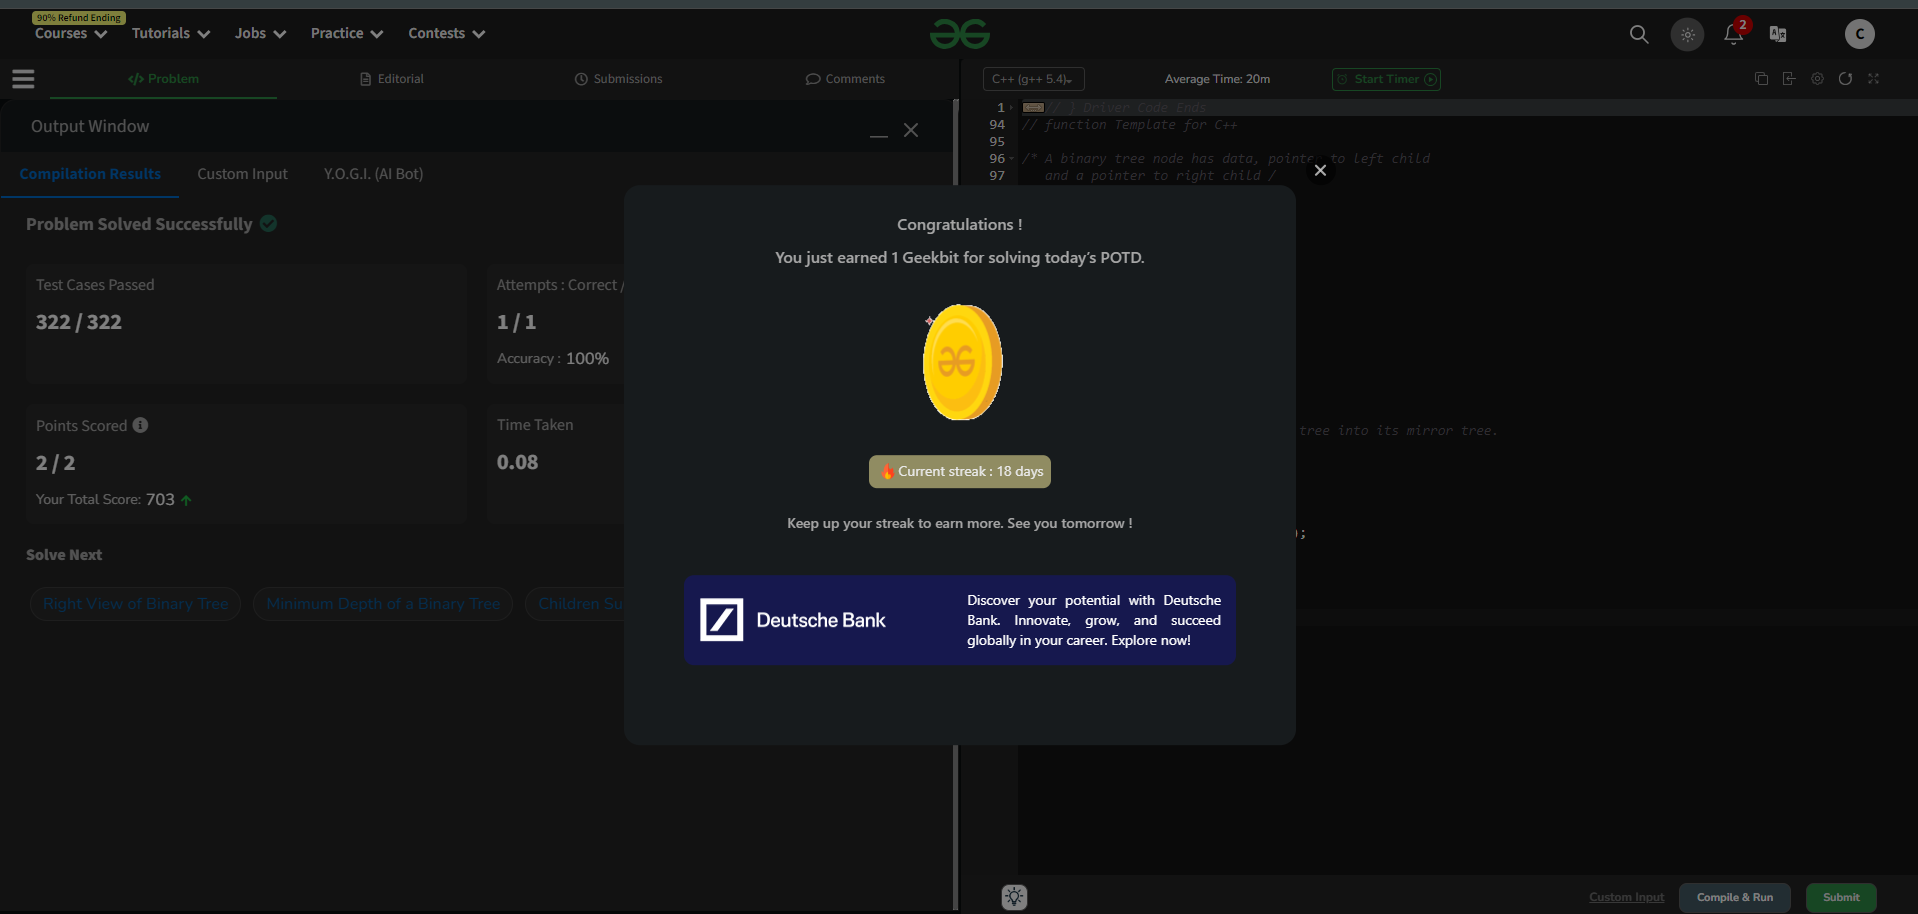 90% Refund Ending
Courses
Tutorials
Jobs
Practice
Contests
2
C
Problem
Editorial
Submissions
Comments
C++ (g++ 5.4)
Average Time: 20m
Start Timer
Output Window
Compilation Results
Custom Input
Y.O.G.I. (AI Bot)
Problem Solved Successfully
Test Cases Passed
322 / 322
Attempts : Correct /
1 / 1
Accuracy : 100%
Points Scored
2 / 2
Your Total Score: 703
Time Taken
0.08
Solve Next
Right View of Binary Tree
Minimum Depth of a Binary Tree
Children Su
Congratulations !
You just earned 1 Geekbit for solving today's POTD.
Current streak : 18 days
Keep up your streak to earn more. See you tomorrow !
Deutsche Bank
Discover your potential with Deutsche
Bank. Innovate, grow, and succeed
globally in your career. Explore now!
1 // } Driver Code Ends
94 // function Template for C++
95
96 /* A binary tree node has data, pointer to left child
97 and a pointer to right child /
tree into its mirror tree.
);
Custom Input
Compile & Run
Submit